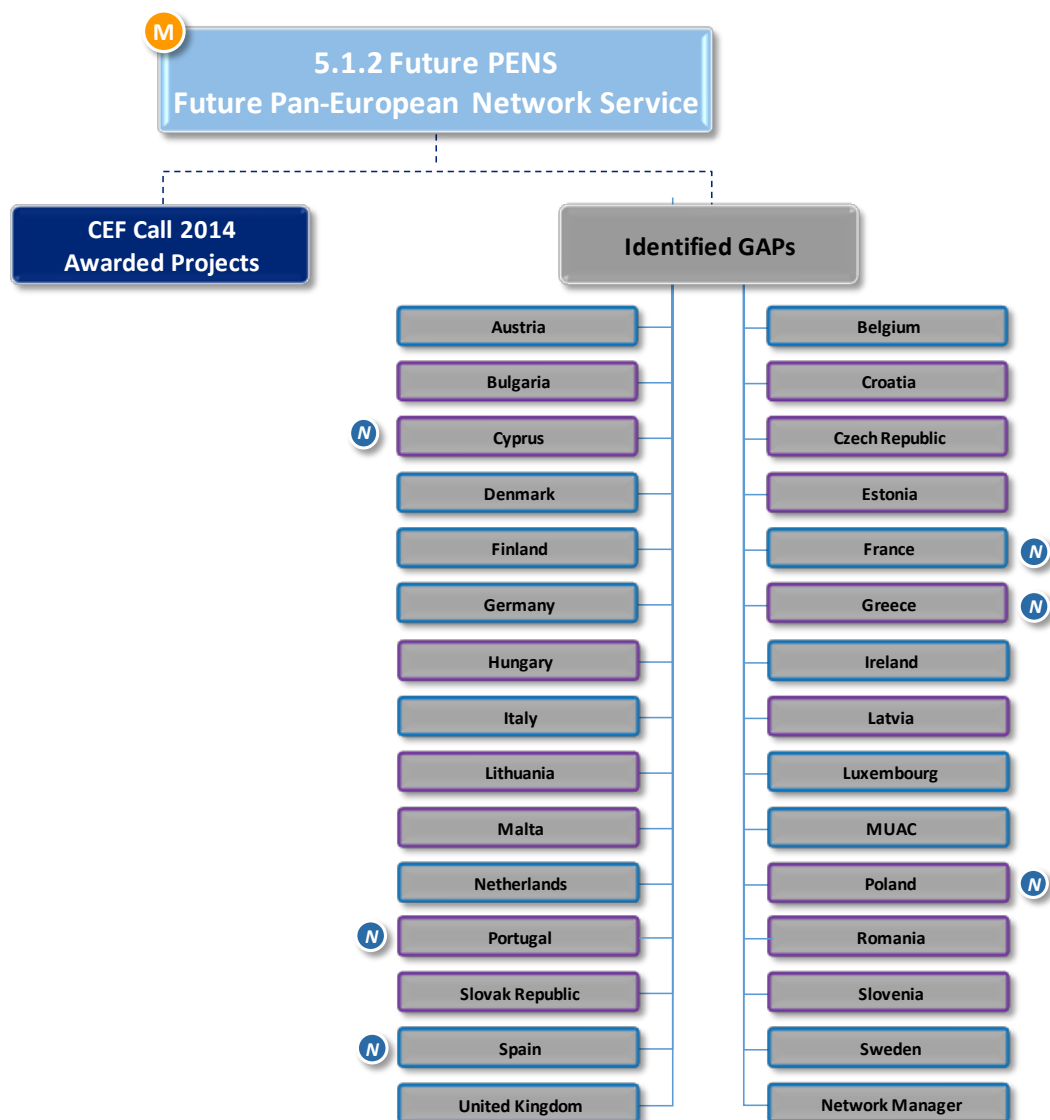 M
5.1.2 Future PENS
Future Pan-European Network Service
CEF Call 2014
Awarded Projects
Identified GAPs
Austria
Belgium
Bulgaria
Croatia
N
Cyprus
Czech Republic
Denmark
Estonia
Finland
France
N
Germany
Greece
N
Hungary
Ireland
Italy
Latvia
Lithuania
Luxembourg
Malta
MUAC
Netherlands
Poland
N
N
Portugal
Romania
Slovak Republic
Slovenia
N
Spain
Sweden
United Kingdom
Network Manager